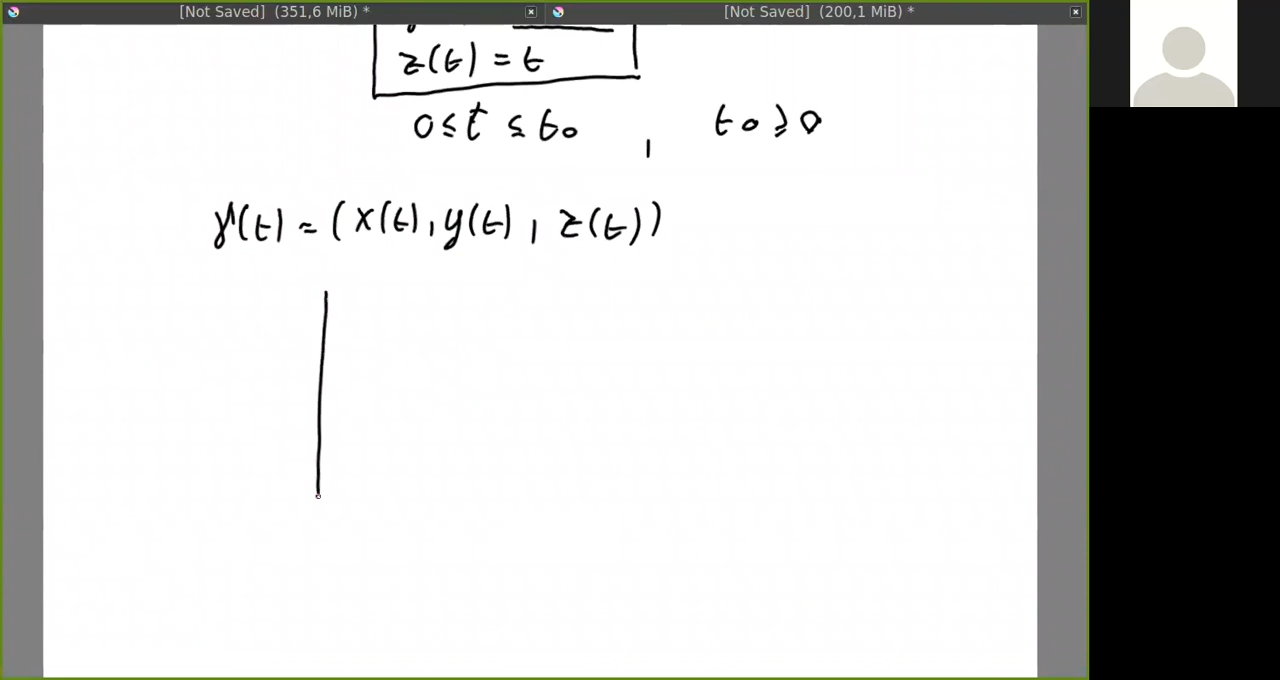 [Not Saved] (351,6 MiB) * [Not Saved] (200,1 MiB) *
z(t) = t
0 ≤ t ≤ t0 , t0 ⩾ 0
γ(t) = (x(t), y(t), z(t))